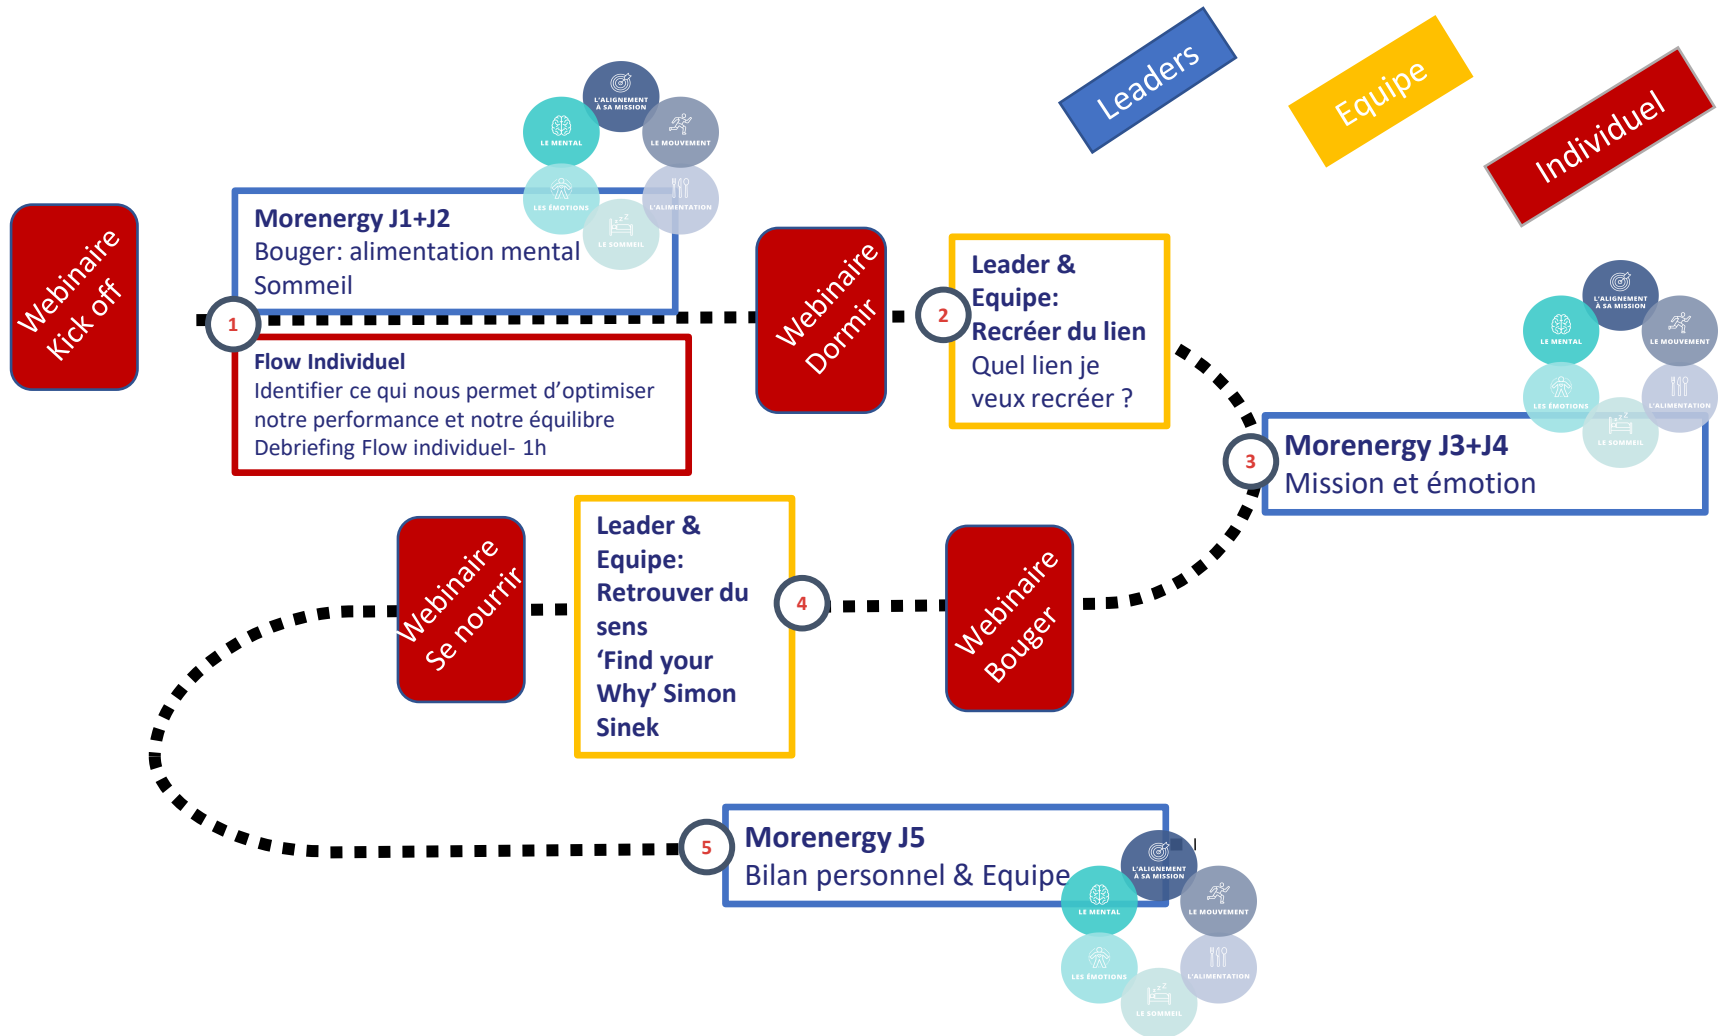 Leaders
Equipe
Individuel
L'ALIGNEMENT
À SA MISSION
LE MENTAL
LE MOUVEMENT
LES ÉMOTIONS
L'ALIMENTATION
LE SOMMEIL
Webinaire
Kick off
1
Morenergy J1+J2
Bouger: alimentation mental
Sommeil
Flow Individuel
Identifier ce qui nous permet d'optimiser
notre performance et notre équilibre
Debriefing Flow individuel- 1h
Webinaire
Dormir
2
Leader &
Equipe:
Recréer du lien
Quel lien je
veux recréer ?
L'ALIGNEMENT
À SA MISSION
LE MENTAL
LE MOUVEMENT
LES ÉMOTIONS
L'ALIMENTATION
LE SOMMEIL
3
Morenergy J3+J4
Mission et émotion
Webinaire
Se nourrir
Leader &
Equipe:
Retrouver du
sens
‘Find your
Why’ Simon
Sinek
4
Webinaire
Bouger
5
Morenergy J5
Bilan personnel & Equipe
L'ALIGNEMENT
À SA MISSION
LE MENTAL
LE MOUVEMENT
LES ÉMOTIONS
L'ALIMENTATION
LE SOMMEIL